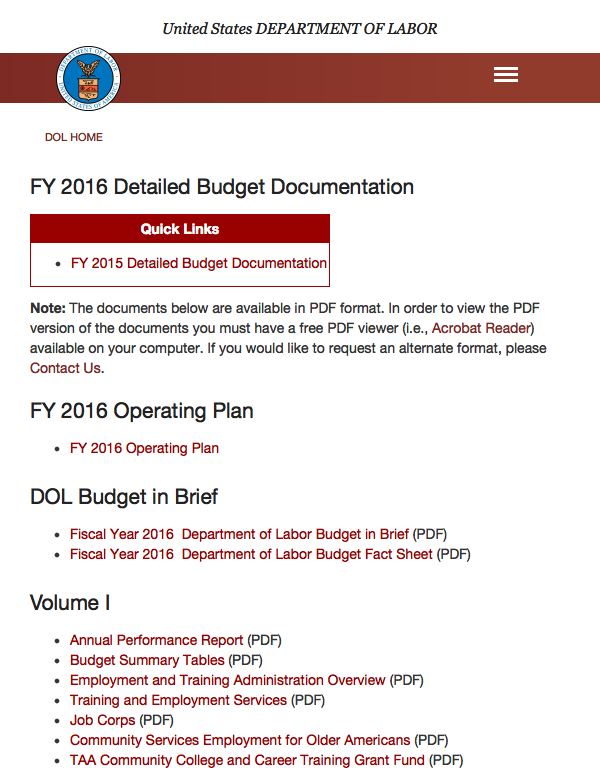 United States DEPARTMENT OF LABOR
DEPARTMENT OF LABOR
UNITED STATES OF AMERICA
DOL HOME
FY 2016 Detailed Budget Documentation
Quick Links
• FY 2015 Detailed Budget Documentation
Note: The documents below are available in PDF format. In order to view the PDF
version of the documents you must have a free PDF viewer (i.e., Acrobat Reader)
available on your computer. If you would like to request an alternate format, please
Contact Us.
FY 2016 Operating Plan
• FY 2016 Operating Plan
DOL Budget in Brief
• Fiscal Year 2016  Department of Labor Budget in Brief (PDF)
• Fiscal Year 2016  Department of Labor Budget Fact Sheet (PDF)
Volume I
• Annual Performance Report (PDF)
• Budget Summary Tables (PDF)
• Employment and Training Administration Overview (PDF)
• Training and Employment Services (PDF)
• Job Corps (PDF)
• Community Services Employment for Older Americans (PDF)
• TAA Community College and Career Training Grant Fund (PDF)